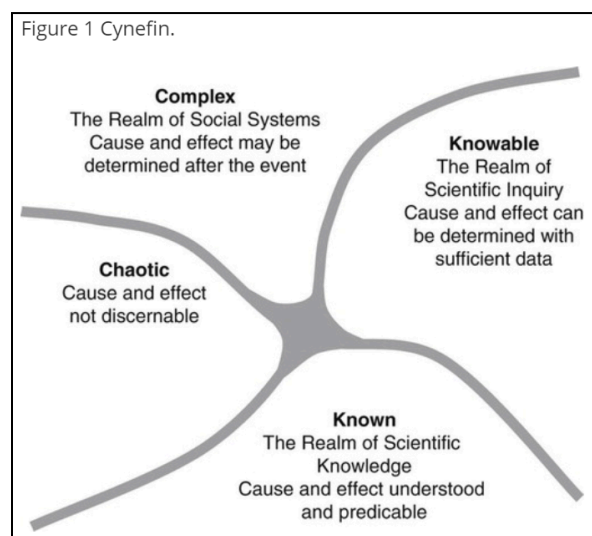 Figure 1 Cynefin.
Complex
The Realm of Social Systems
Cause and effect may be
determined after the event
Knowable
The Realm of
Scientific Inquiry
Cause and effect can
be determined with
sufficient data
Chaotic
Cause and effect
not discernable
Known
The Realm of Scientific
Knowledge
Cause and effect understood
and predicable